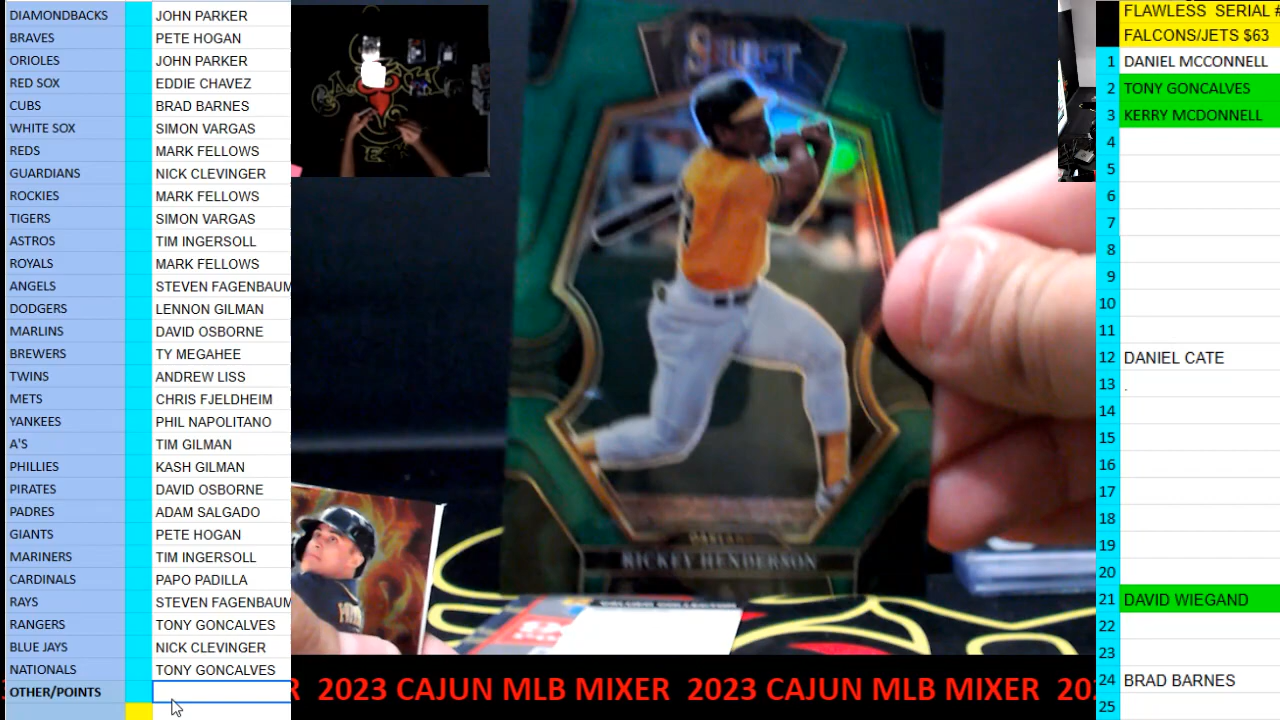 DIAMONDBACKS JOHN PARKER
BRAVES PETE HOGAN
ORIOLES JOHN PARKER
RED SOX EDDIE CHAVEZ
CUBS BRAD BARNES
WHITE SOX SIMON VARGAS
REDS MARK FELLOWS
GUARDIANS NICK CLEVINGER
ROCKIES MARK FELLOWS
TIGERS SIMON VARGAS
ASTROS TIM INGERSOLL
ROYALS MARK FELLOWS
ANGELS STEVEN FAGENBAUM
DODGERS LENNON GILMAN
MARLINS DAVID OSBORNE
BREWERS TY MEGAHEE
TWINS ANDREW LISS
METS CHRIS FJELDHEIM
YANKEES PHIL NAPOLITANO
A'S TIM GILMAN
PHILLIES KASH GILMAN
PIRATES DAVID OSBORNE
PADRES ADAM SALGADO
GIANTS PETE HOGAN
MARINERS TIM INGERSOLL
CARDINALS PAPO PADILLA
RAYS STEVEN FAGENBAUM
RANGERS TONY GONCALVES
BLUE JAYS NICK CLEVINGER
NATIONALS TONY GONCALVES
OTHER/POINTS
SELECT
RICKEY HENDERSON
R 2023 CAJUN MLB MIXER 2023 CAJUN MLB MIXER 20
FLAWLESS SERIAL #
FALCONS/JETS $63
1 DANIEL MCCONNELL
2 TONY GONCALVES
3 KERRY MCDONNELL
4
5
6
7
8
9
10
11
12 DANIEL CATE
13 .
14
15
16
17
18
19
20
21 DAVID WIEGAND
22
23
24 BRAD BARNES
25